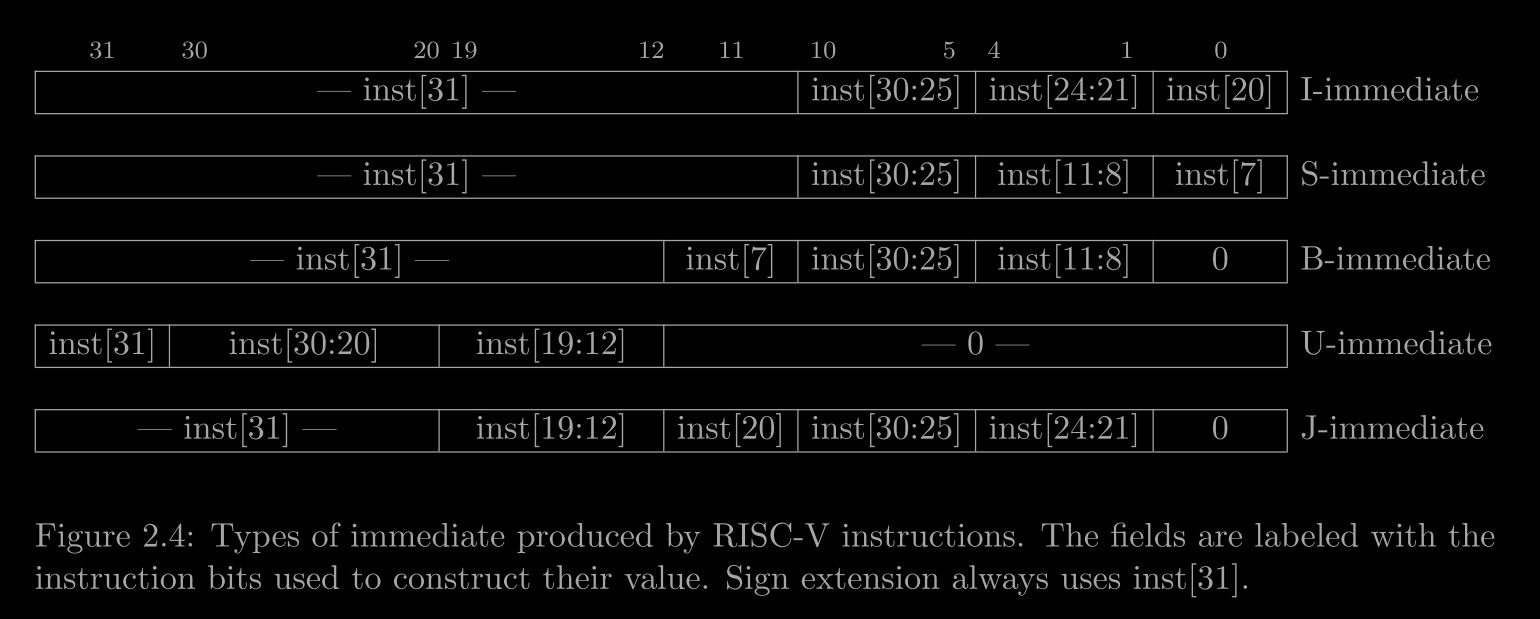 31 30 20 19 12 11 10 5 4 1 0
— inst[31] — inst[30:25] inst[24:21] inst[20] I-immediate
— inst[31] — inst[30:25] inst[11:8] inst[7] S-immediate
— inst[31] — inst[7] inst[30:25] inst[11:8] 0 B-immediate
inst[31] inst[30:20] inst[19:12] — 0 — U-immediate
— inst[31] — inst[19:12] inst[20] inst[30:25] inst[24:21] 0 J-immediate
Figure 2.4: Types of immediate produced by RISC-V instructions. The fields are labeled with the
instruction bits used to construct their value. Sign extension always uses inst[31].